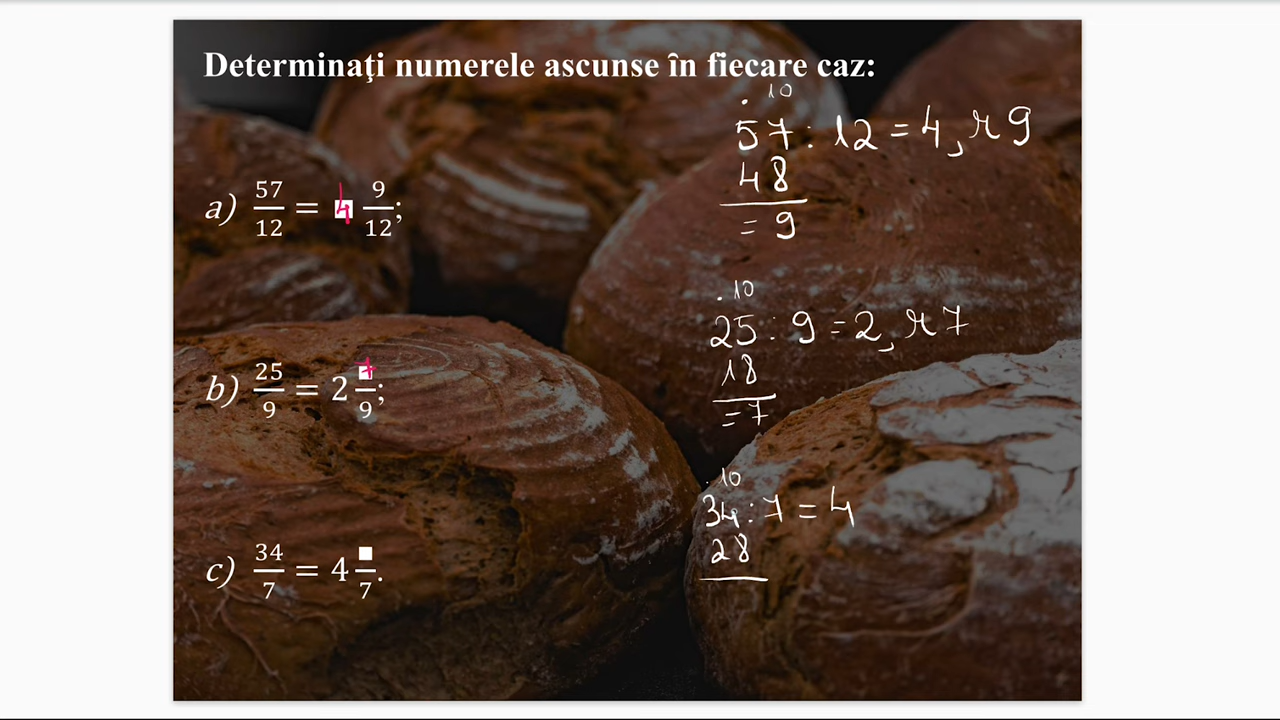 Determinaţi numerele ascunse în fiecare caz:
a) 57/12 = 4 9/12;
b) 25/9 = 2 7/9;
c) 34/7 = 4 ■/7.
. 10
57 : 12 = 4, r 9
48
= 9
. 10
25 : 9 = 2, r 7
18
= 7
. 10
34 : 7 = 4
28